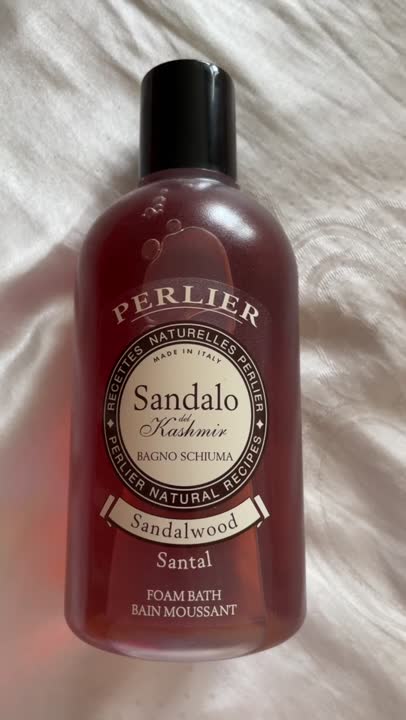 PERLIER
RECETTES NATURELLES PERLIER
MADE IN ITALY
Sandalo
del
Kashmir
BAGNO SCHIUMA
PERLIER NATURAL RECIPES
Sandalwood
Santal
FOAM BATH
BAIN MOUSSANT